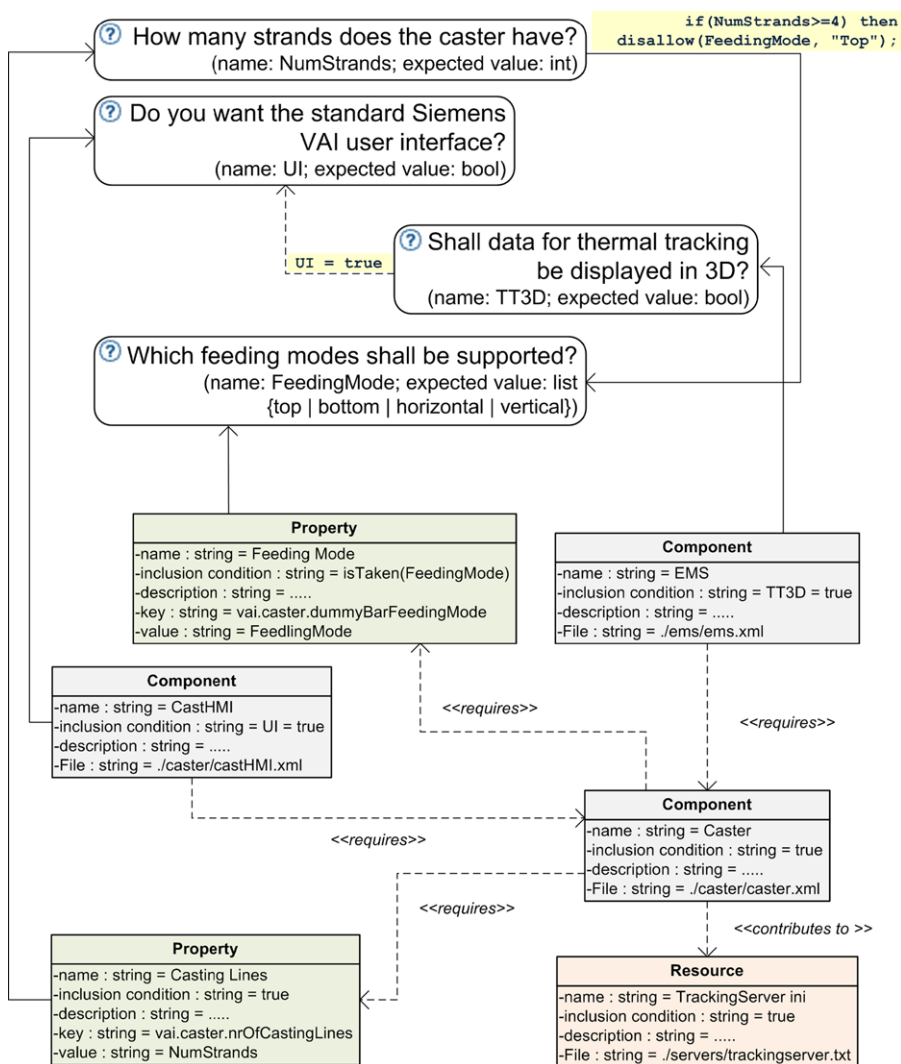 if(NumStrands>=4) then
disallow(FeedingMode, "Top");
? How many strands does the caster have?
(name: NumStrands; expected value: int)
? Do you want the standard Siemens
VAI user interface?
(name: UI; expected value: bool)
? Shall data for thermal tracking
be displayed in 3D?
(name: TT3D; expected value: bool)
UI = true
? Which feeding modes shall be supported?
(name: FeedingMode; expected value: list
{top | bottom | horizontal | vertical})
Property
-name : string = Feeding Mode
-inclusion condition : string = isTaken(FeedingMode)
-description : string = .....
-key : string = vai.caster.dummyBarFeedingMode
-value : string = FeedlingMode
Component
-name : string = EMS
-inclusion condition : string = TT3D = true
-description : string = .....
-File : string = ./ems/ems.xml
Component
-name : string = CastHMI
-inclusion condition : string = UI = true
-description : string = .....
-File : string = ./caster/castHMI.xml
<<requires>>
<<requires>>
<<requires>>
Component
-name : string = Caster
-inclusion condition : string = true
-description : string = .....
-File : string = ./caster/caster.xml
<<requires>>
<<contributes to >>
Property
-name : string = Casting Lines
-inclusion condition : string = true
-description : string = .....
-key : string = vai.caster.nrOfCastingLines
-value : string = NumStrands
Resource
-name : string = TrackingServer ini
-inclusion condition : string = true
-description : string = .....
-File : string = ./servers/trackingserver.txt